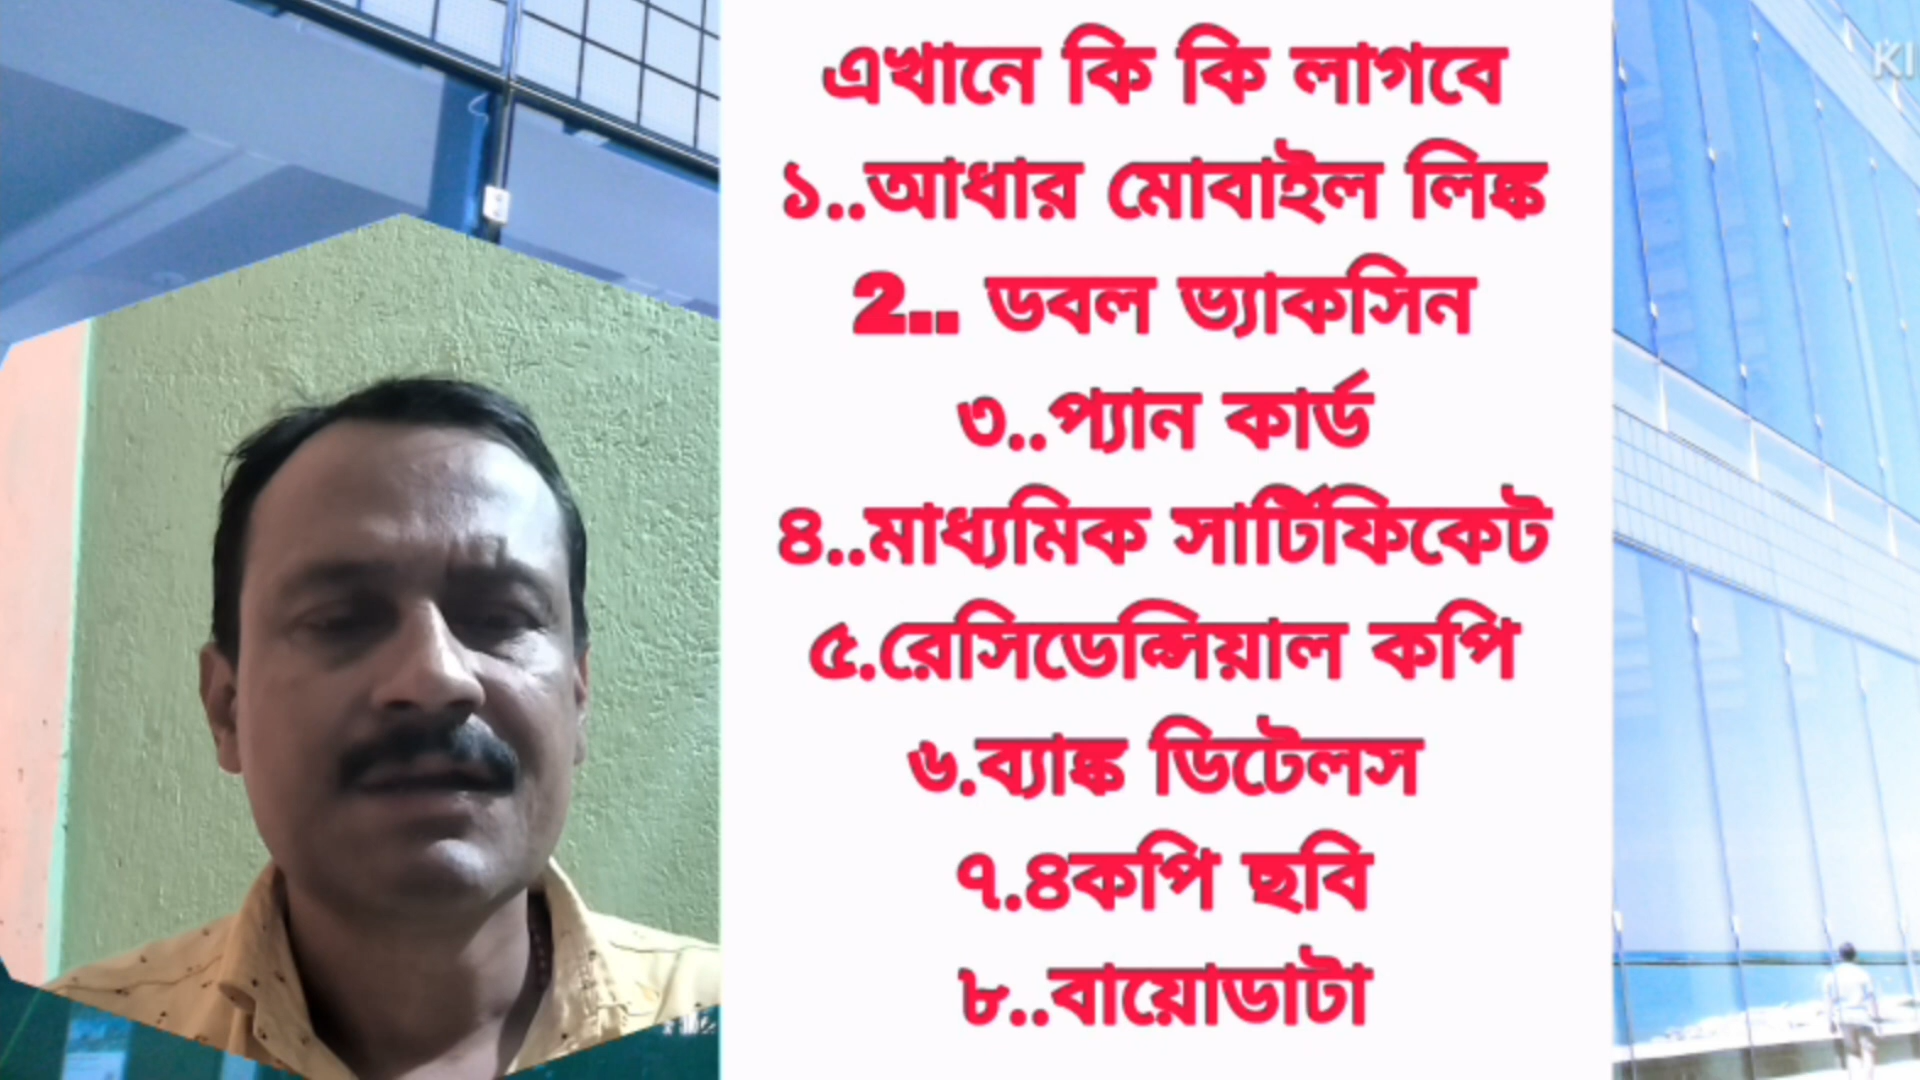 এখানে কি কি লাগবে
১..আধার মোবাইল লিঙ্ক
2.. ডবল ভ্যাকসিন
৩..প্যান কার্ড
৪..মাধ্যমিক সার্টিফিকেট
৫.রেসিডেন্সিয়াল কপি
৬.ব্যাঙ্ক ডিটেলস
৭.৪কপি ছবি
৮..বায়োডাটা